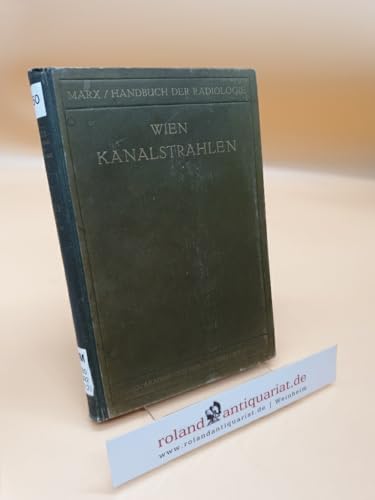 MARX / HANDBUCH DER RADIOLOGIE
WIEN
KANALSTRAHLEN
roland antiquariat.de
www.rolandantiquariat.de | Weinheim